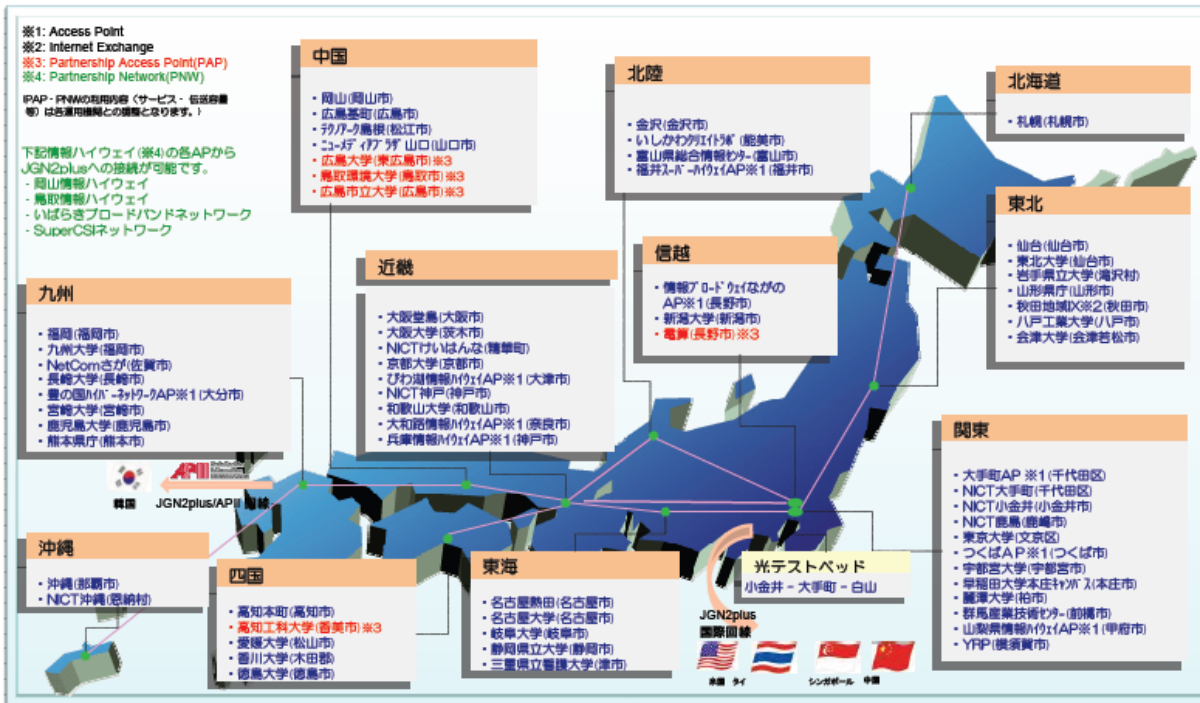 ※1: Access Point
※2: Internet Exchange
※3: Partnership Access Point(PAP)
※4: Partnership Network(PNW)
(PAP・PNWの利用内容(サービス・伝送容量
等)は各運用機関との調整となります。)
下記情報ハイウェイ(※4)の各APから
JGN2plusへの接続が可能です。
- 岡山情報ハイウェイ
- 鳥取情報ハイウェイ
- いばらきブロードバンドネットワーク
- SuperCSIネットワーク
中国
・岡山(岡山市)
・広島基町(広島市)
・テクノアーク島根(松江市)
・ニューメディアプラザ山口(山口市)
・広島大学(東広島市)※3
・鳥取環境大学(鳥取市)※3
・広島市立大学(広島市)※3
北陸
・金沢(金沢市)
・いしかわクリエイトラボ(能美市)
・富山県総合情報センター(富山市)
・福井スーパーハイウェイAP※1(福井市)
北海道
・札幌(札幌市)
東北
・仙台(仙台市)
・東北大学(仙台市)
・岩手県立大学(滝沢村)
・山形県庁(山形市)
・秋田地域IX※2(秋田市)
・八戸工業大学(八戸市)
・会津大学(会津若松市)
信越
・情報ブロードウェイながの
AP※1(長野市)
・新潟大学(新潟市)
・電算(長野市)※3
近畿
・大阪堂島(大阪市)
・大阪大学(茨木市)
・NICTけいはんな(精華町)
・京都大学(京都市)
・びわ湖情報ハイウェイAP※1(大津市)
・NICT神戸(神戸市)
・和歌山大学(和歌山市)
・大和路情報ハイウェイAP※1(奈良市)
・兵庫情報ハイウェイAP※1(神戸市)
九州
・福岡(福岡市)
・九州大学(福岡市)
・NetComさが(佐賀市)
・長崎大学(長崎市)
・豊の国ハイパーネットワークAP※1(大分市)
・宮崎大学(宮崎市)
・鹿児島大学(鹿児島市)
・熊本県庁(熊本市)
関東
・大手町AP ※1(千代田区)
・NICT大手町(千代田区)
・NICT小金井(小金井市)
・NICT鹿島(鹿嶋市)
・東京大学(文京区)
・つくばAP※1(つくば市)
・宇都宮大学(宇都宮市)
・早稲田大学本庄キャンパス(本庄市)
・麗澤大学(柏市)
・群馬産業技術センター(前橋市)
・山梨県情報ハイウェイAP※1(甲府市)
・YRP(横須賀市)
APII
韓国
JGN2plus/APII 回線
沖縄
・沖縄(那覇市)
・NICT沖縄(恩納村)
四国
・高知本町(高知市)
・高知工科大学(香美市)※3
・愛媛大学(松山市)
・香川大学(木田郡)
・徳島大学(徳島市)
東海
・名古屋熱田(名古屋市)
・名古屋大学(名古屋市)
・岐阜大学(岐阜市)
・静岡県立大学(静岡市)
・三重県立看護大学(津市)
光テストベッド
小金井 - 大手町 - 白山
JGN2plus
国際回線
米国 タイ シンガポール 中国